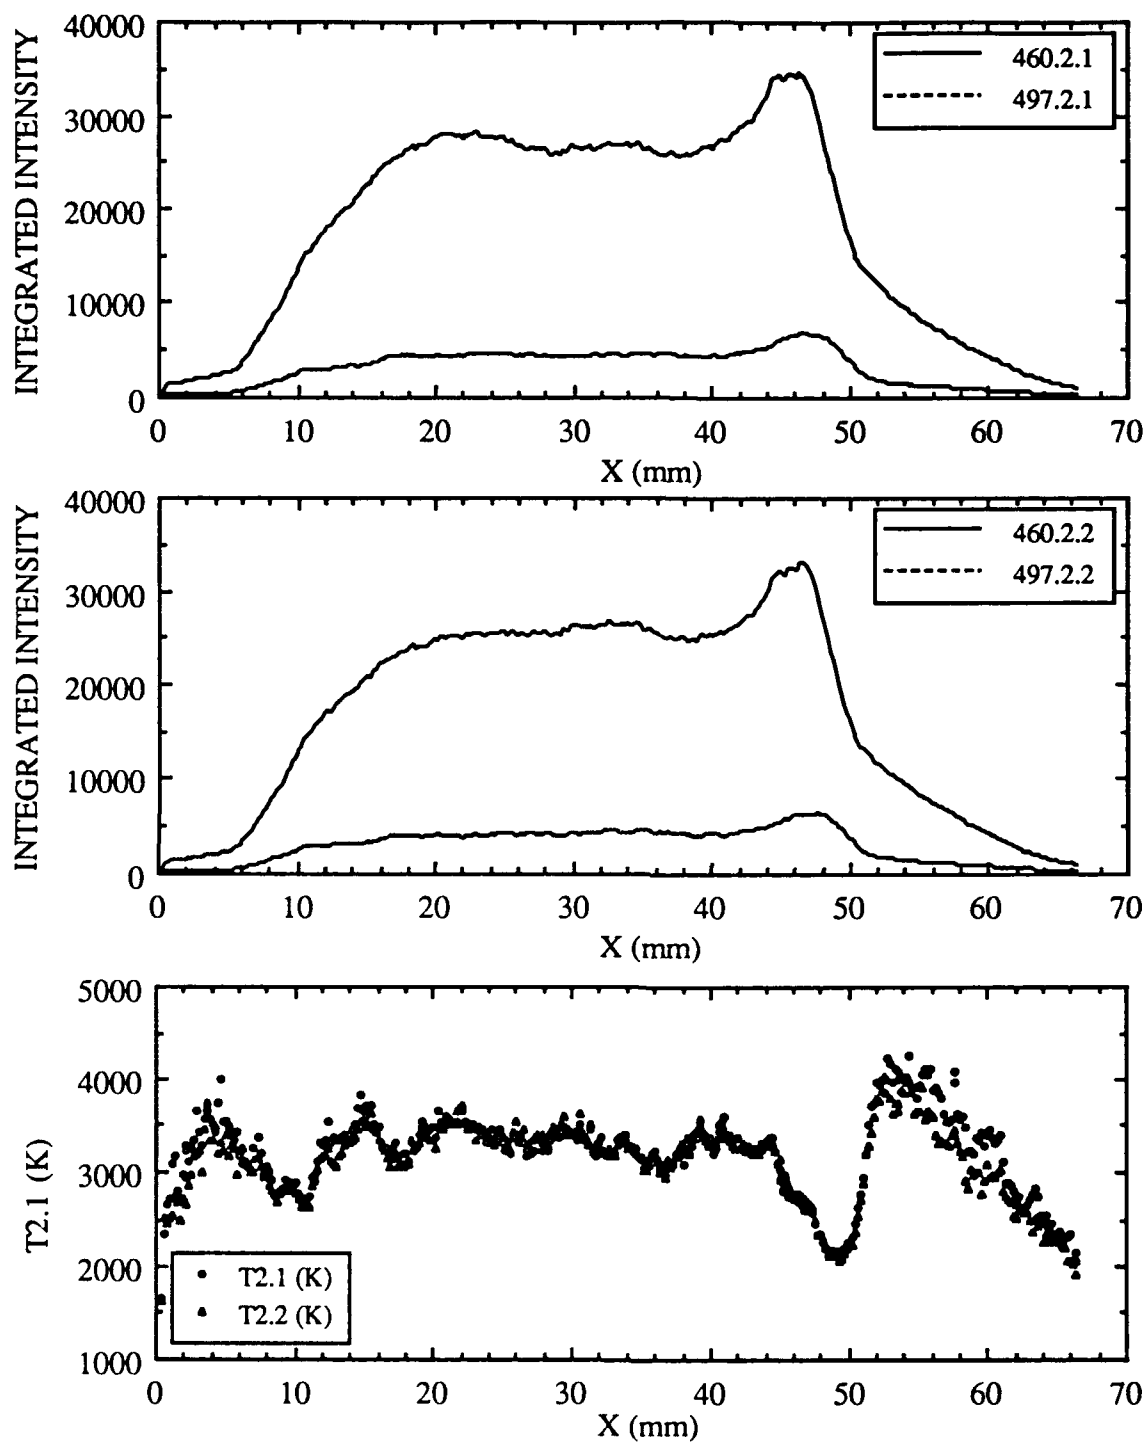 INTEGRATED INTENSITY
40000
30000
20000
10000
0
460.2.1
497.2.1
0 10 20 30 40 50 60 70
X (mm)
INTEGRATED INTENSITY
40000
30000
20000
10000
0
460.2.2
497.2.2
0 10 20 30 40 50 60 70
X (mm)
T2.1 (K)
5000
4000
3000
2000
1000
T2.1 (K)
T2.2 (K)
0 10 20 30 40 50 60 70
X (mm)